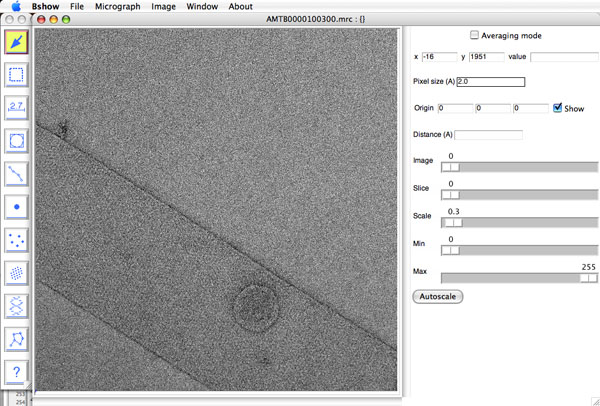 Bshow File Micrograph Image Window About
AMTB0000100300.mrc : {}
Averaging mode
x -16 y 1951 value
Pixel size (A) 2.0
2.7
Origin 0 0 0 Show
Distance (A)
Image 0
Slice 0
Scale 0.3
Min 0
Max 255
Autoscale
?
253
254